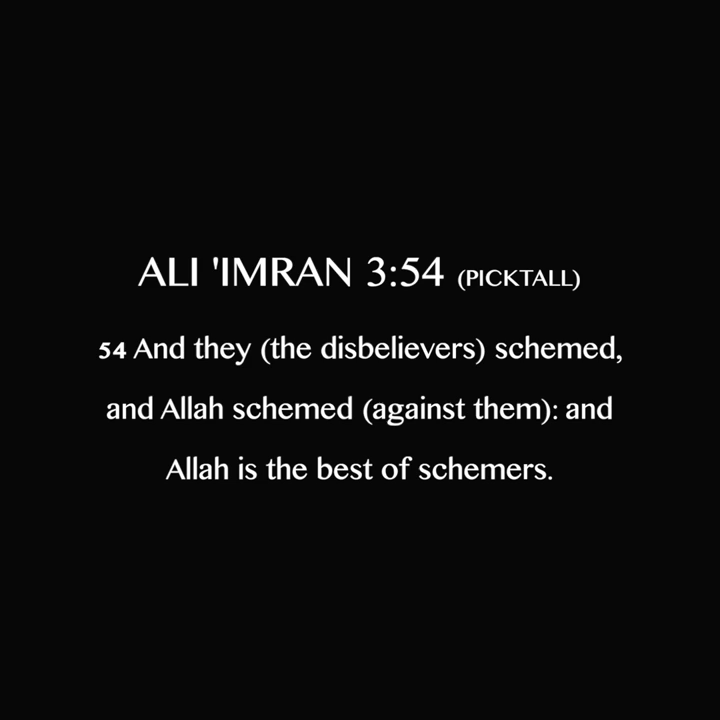 ALI 'IMRAN 3:54 (PICKTALL)
54 And they (the disbelievers) schemed,
and Allah schemed (against them): and
Allah is the best of schemers.